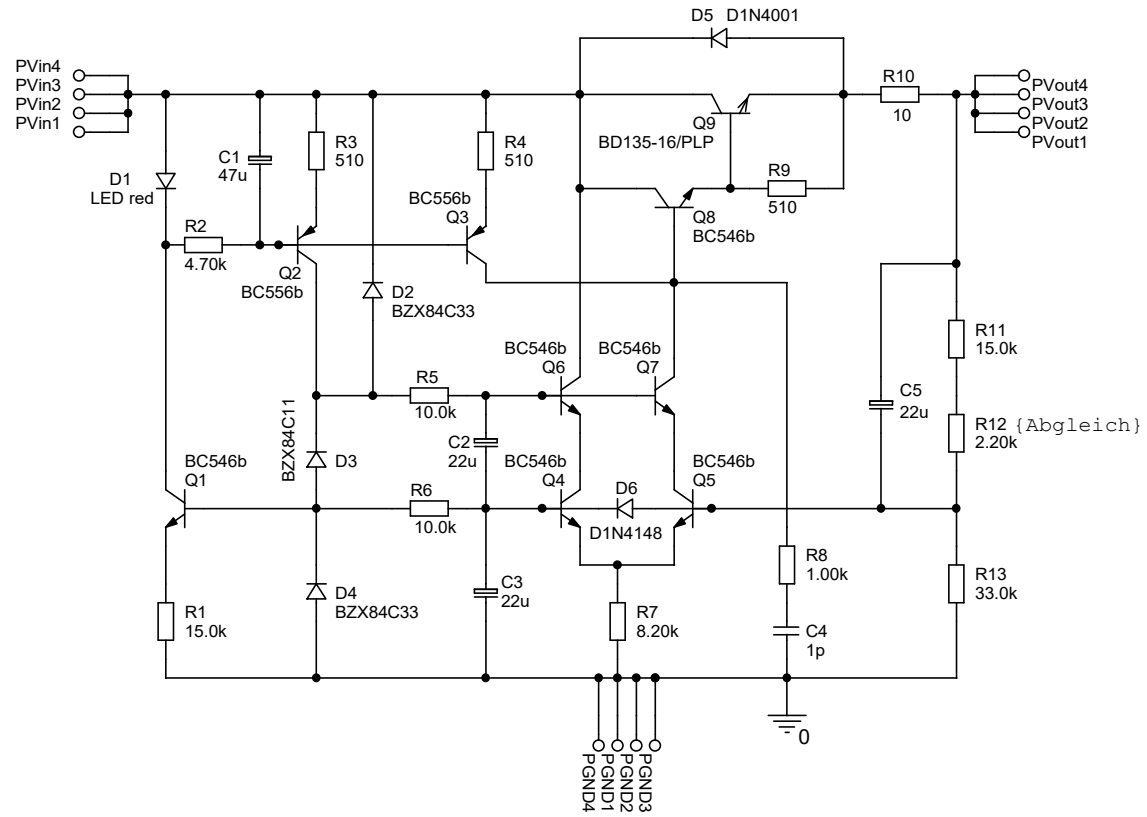 D5 D1N4001
PVin4
PVin3
PVin2
PVin1
R10
10
PVout4
PVout3
PVout2
PVout1
Q9
BD135-16/PLP
R3
510
R4
510
C1
47u
D1
LED red
R9
510
BC556b
Q3
Q8
BC546b
R2
4.70k
Q2
BC556b
D2
BZX84C33
R11
15.0k
BC546b
Q6
BC546b
Q7
R5
10.0k
C5
22u
R12 {Abgleich}
2.20k
BZX84C11
C2
22u
D3
BC546b
Q1
BC546b
Q4
BC546b
Q5
R6
10.0k
D6
D1N4148
R8
1.00k
R13
33.0k
D4
BZX84C33
C3
22u
R1
15.0k
R7
8.20k
C4
1p
0
PGND4
PGND1
PGND2
PGND3